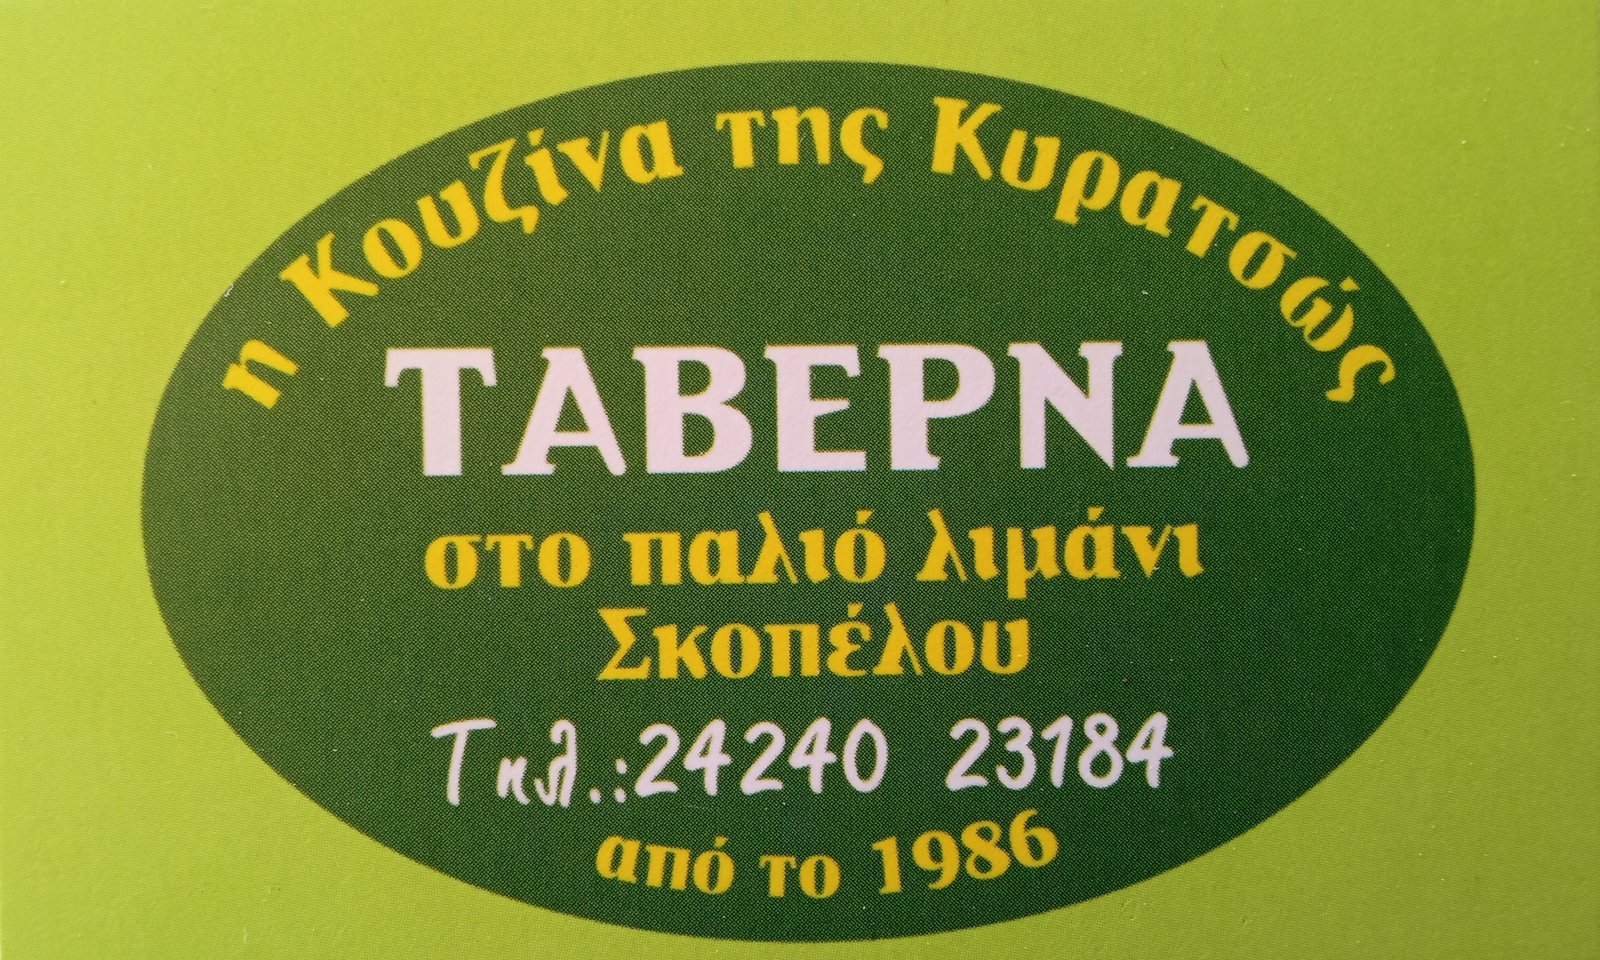 η Κουζίνα της Κυρατσώς
ΤΑΒΕΡΝΑ
στο παλιό λιμάνι
Σκοπέλου
Τηλ.:24240 23184
από το 1986